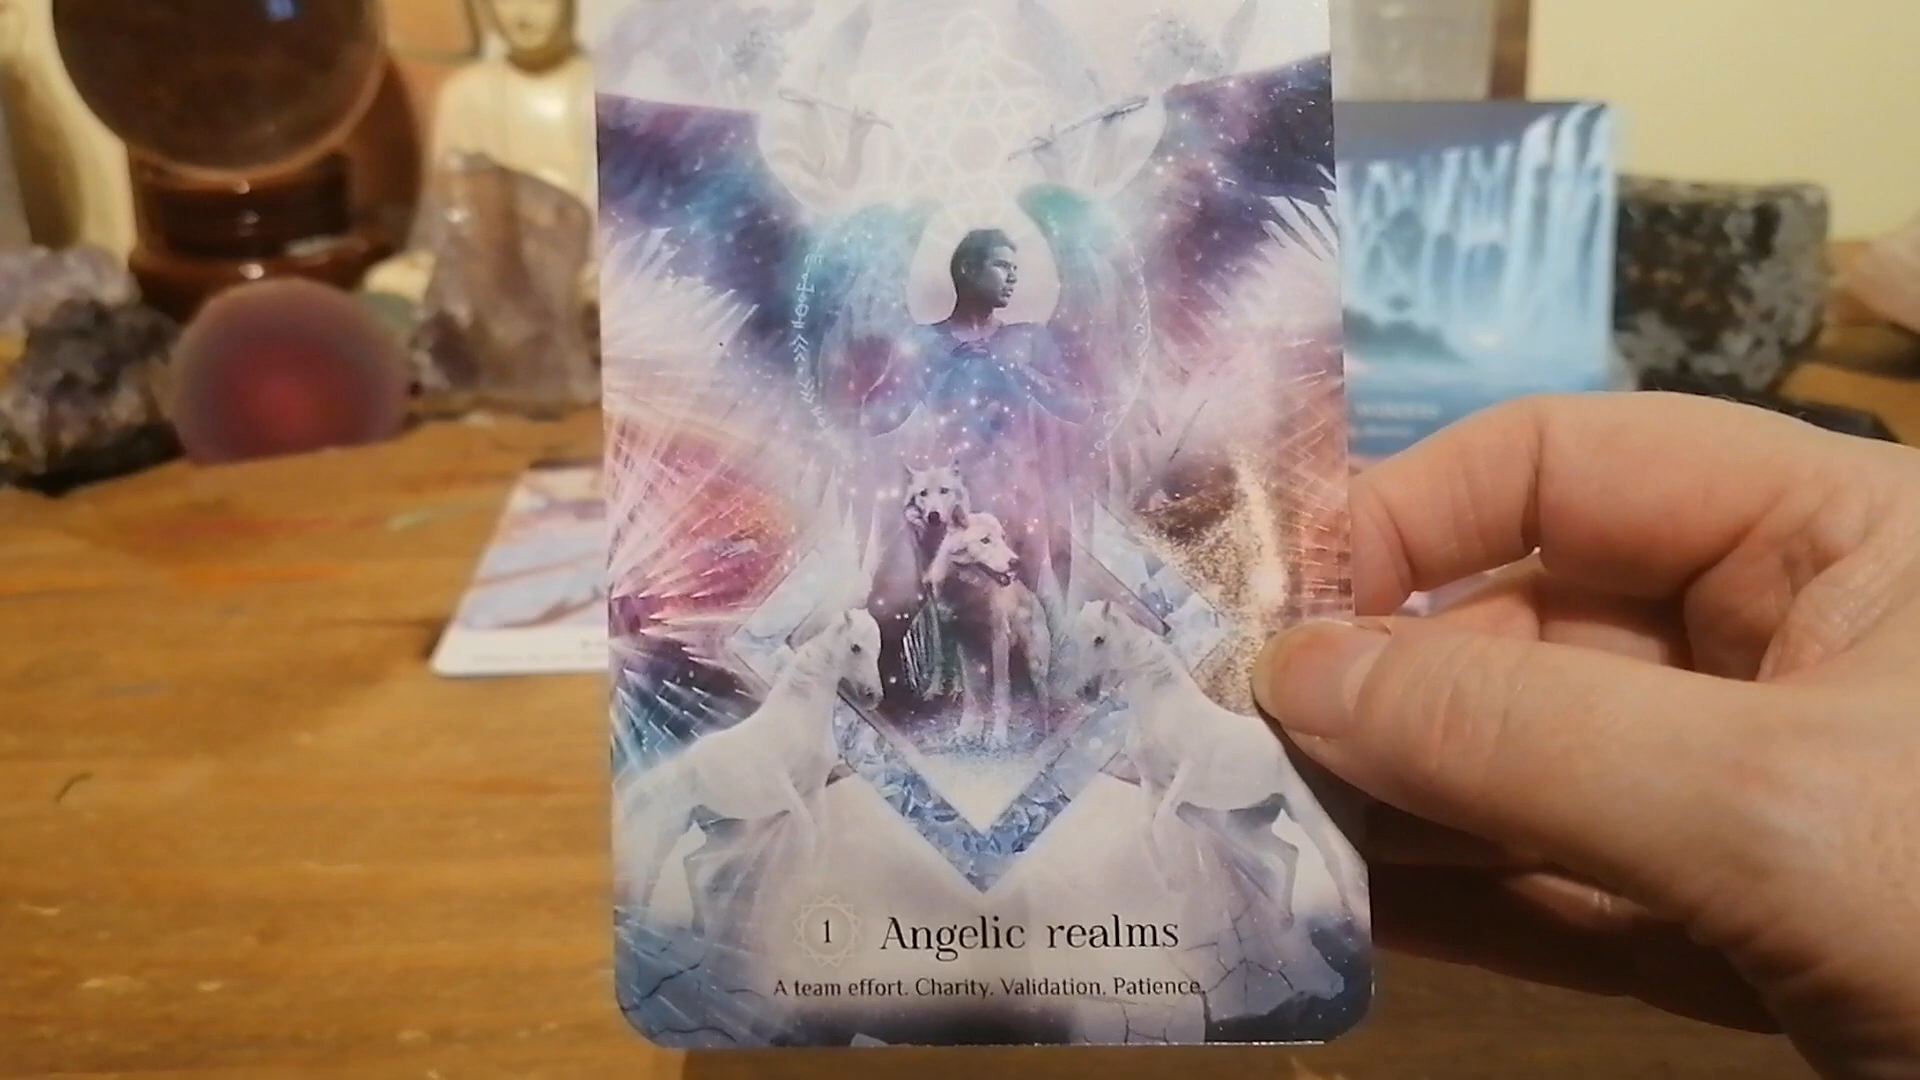 1 Angelic realms
A team effort. Charity. Validation. Patience.